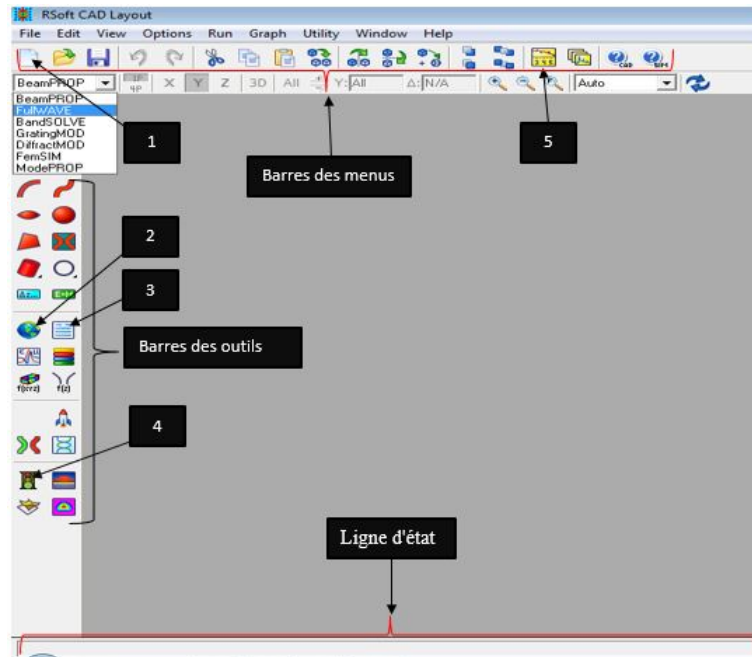 RSoft CAD Layout
File Edit View Options Run Graph Utility Window Help
BeamPROP X Y Z 3D All Y: All Δ: N/A Auto
BeamPROP
FullWAVE
BandSOLVE
GratingMOD
DiffractMOD
FemSIM
ModePROP
1
5
Barres des menus
2
3
Barres des outils
4
Ligne d'état